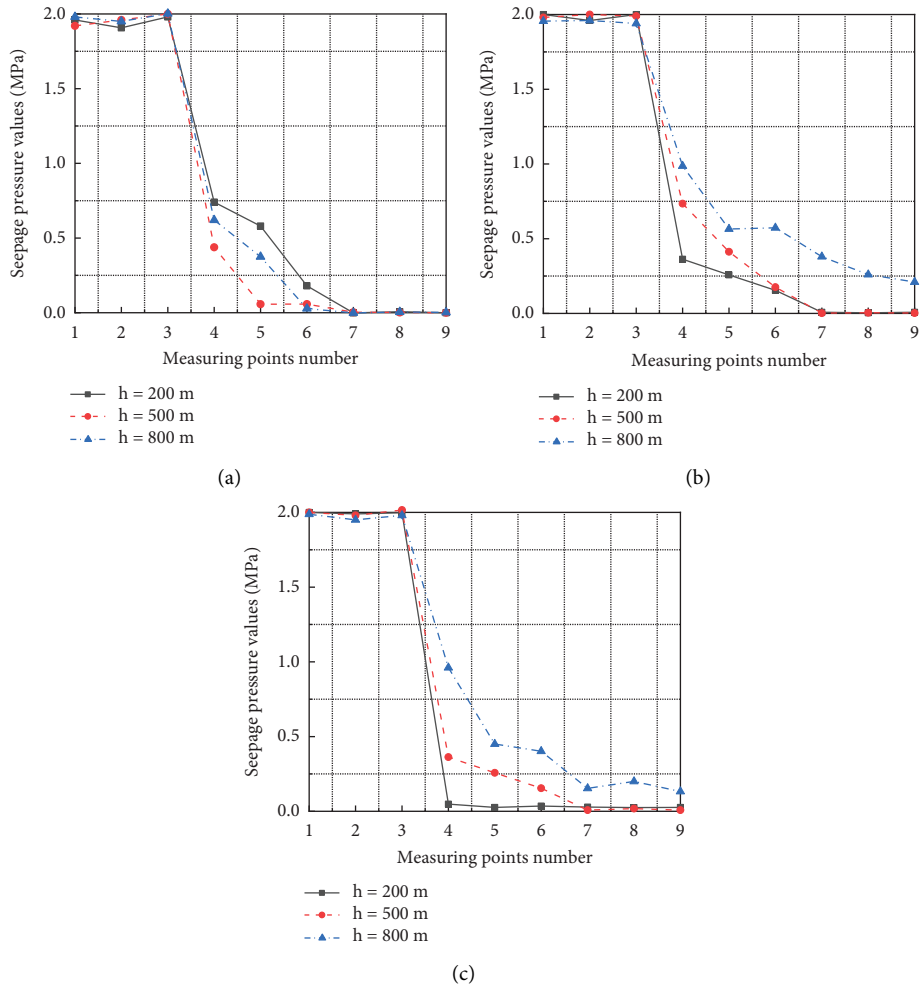 2.0
1.5
1.0
0.5
0.0
Seepage pressure values (MPa)
1 2 3 4 5 6 7 8 9
Measuring points number
h = 200 m
h = 500 m
h = 800 m
(a)
2.0
1.5
1.0
0.5
0.0
Seepage pressure values (MPa)
1 2 3 4 5 6 7 8 9
Measuring points number
h = 200 m
h = 500 m
h = 800 m
(b)
2.0
1.5
1.0
0.5
0.0
Seepage pressure values (MPa)
1 2 3 4 5 6 7 8 9
Measuring points number
h = 200 m
h = 500 m
h = 800 m
(c)